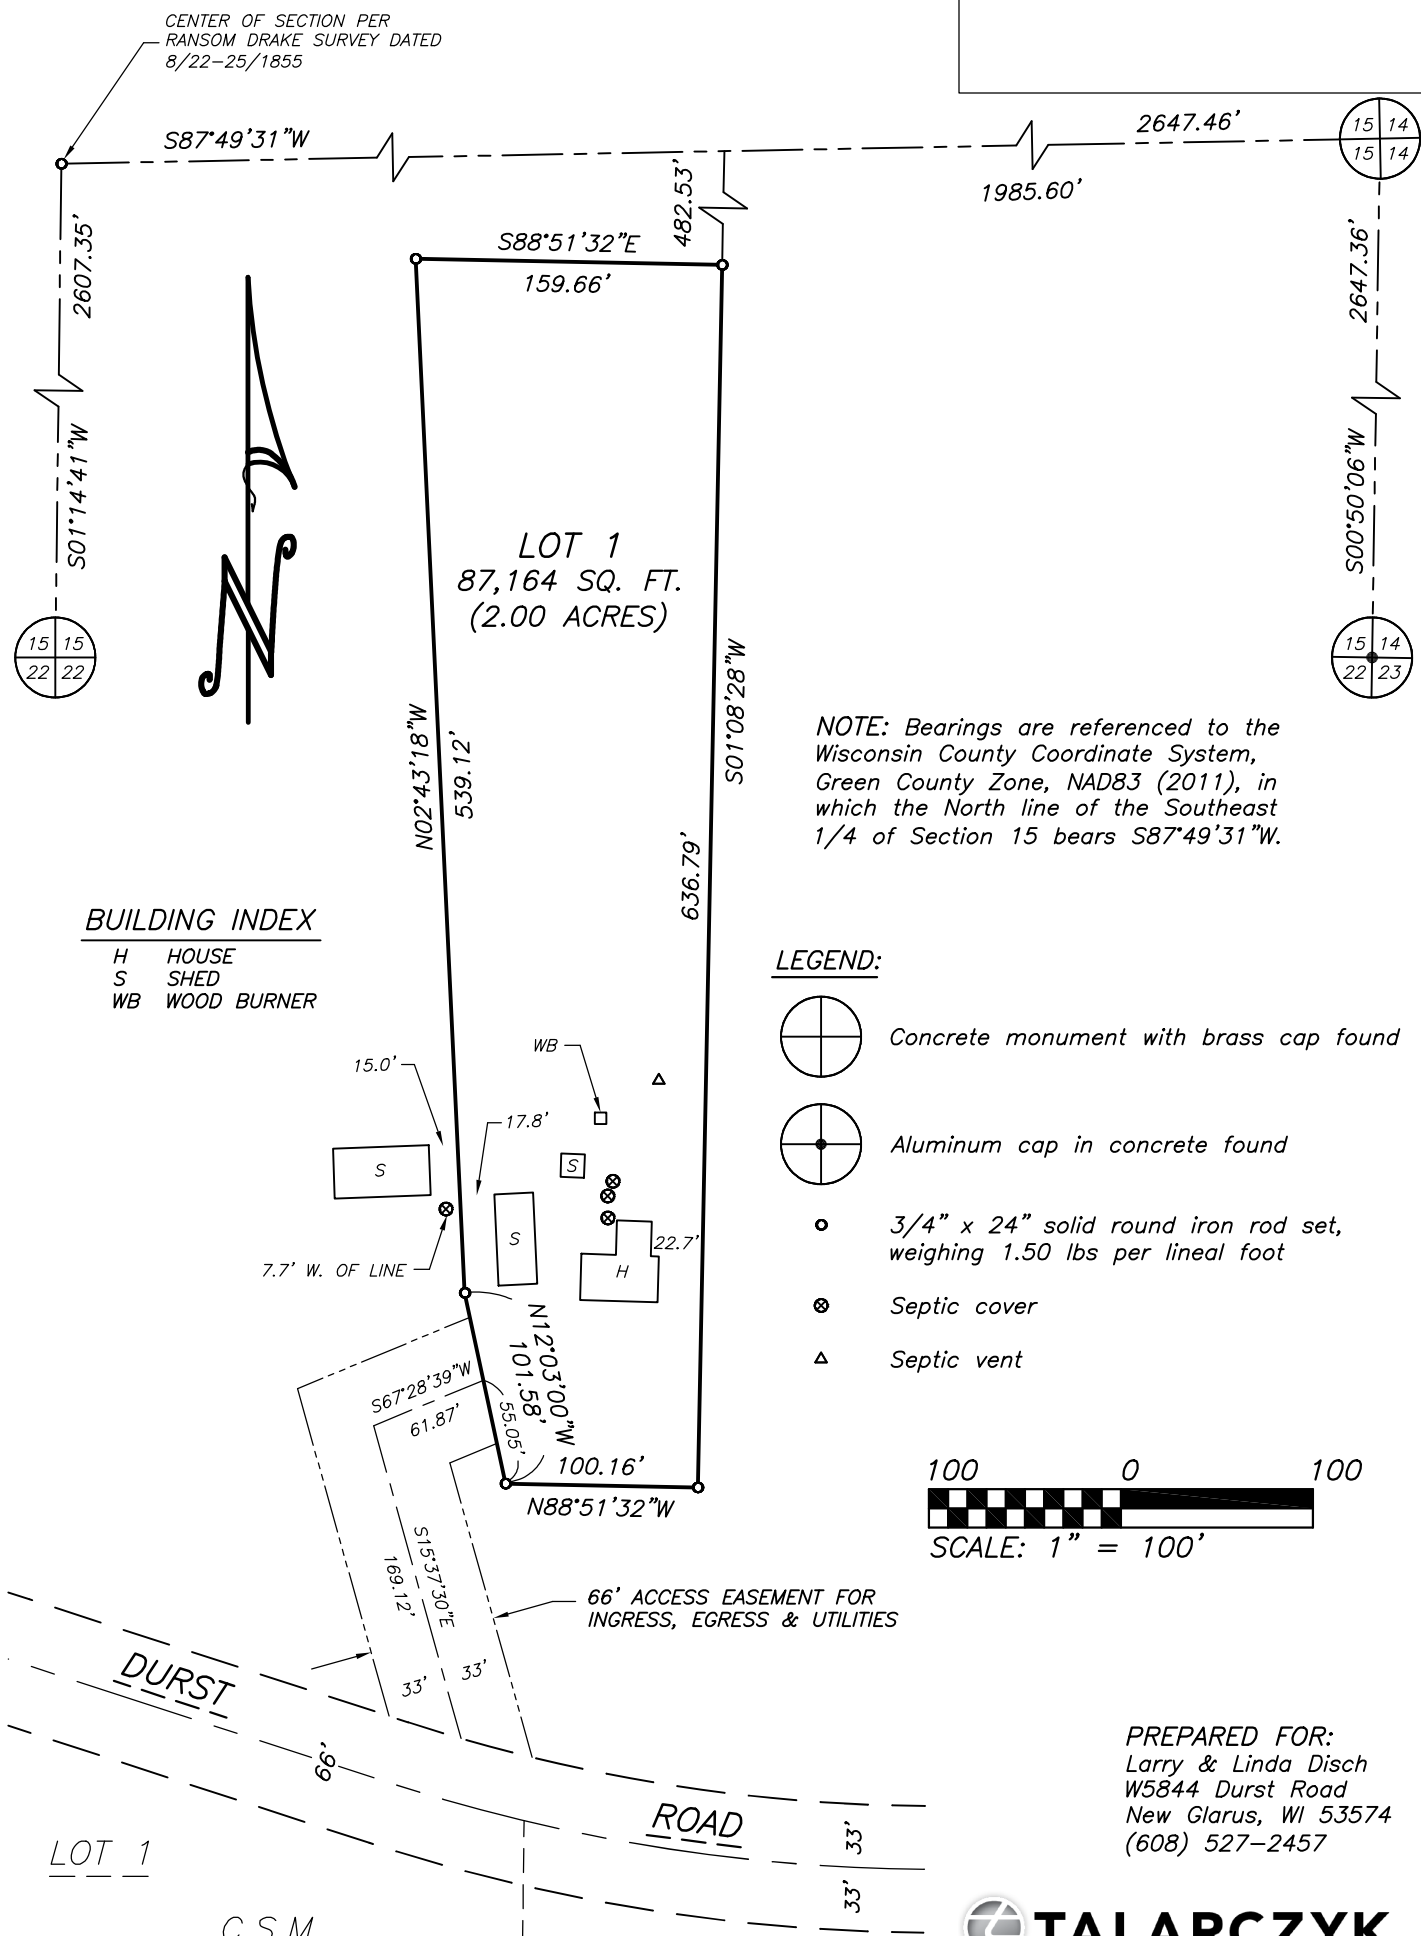 CENTER OF SECTION PER
RANSOM DRAKE SURVEY DATED
8/22-25/1855
S87°49'31"W
2647.46'
1985.60'
15 14
15 14
482.53'
2607.35'
S01°14'41"W
2647.36'
S00°50'06"W
S88°51'32"E
159.66'
N
LOT 1
87,164 SQ. FT.
(2.00 ACRES)
15 15
22 22
15 14
22 23
N02°43'18"W
539.12'
S01°08'28"W
636.79'
NOTE: Bearings are referenced to the
Wisconsin County Coordinate System,
Green County Zone, NAD83 (2011), in
which the North line of the Southeast
1/4 of Section 15 bears S87°49'31"W.
BUILDING INDEX
H HOUSE
S SHED
WB WOOD BURNER
LEGEND:
Concrete monument with brass cap found
Aluminum cap in concrete found
3/4" x 24" solid round iron rod set,
weighing 1.50 lbs per lineal foot
Septic cover
Septic vent
WB
15.0'
17.8'
S
S
S
H
22.7'
7.7' W. OF LINE
N12°03'00"W
101.58'
S67°28'39"W
61.87'
55.05'
100.16'
N88°51'32"W
S15°37'30"E
169.12'
33'
33'
100 0 100
SCALE: 1" = 100'
66' ACCESS EASEMENT FOR
INGRESS, EGRESS & UTILITIES
DURST
66'
ROAD
33'
33'
PREPARED FOR:
Larry & Linda Disch
W5844 Durst Road
New Glarus, WI 53574
(608) 527-2457
LOT 1
C.S.M.
TALARCZYK